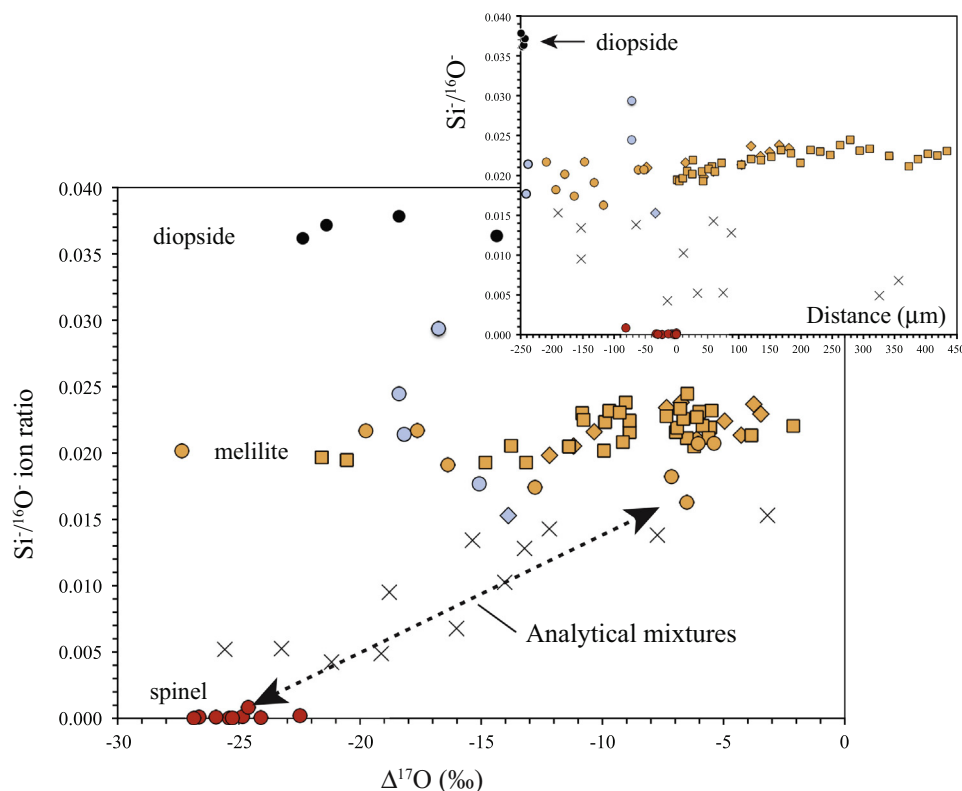 0.040
0.035
0.030
0.025
0.020
0.015
0.010
0.005
0.000
Si⁻/¹⁶O⁻
diopside
Distance (μm)
-250 -200 -150 -100 -50 0 50 100 150 200 250 300 350 400 450
0.040
0.035
0.030
0.025
0.020
0.015
0.010
0.005
0.000
Si⁻/¹⁶O⁻ ion ratio
diopside
melilite
Analytical mixtures
spinel
-30 -25 -20 -15 -10 -5 0
Δ¹⁷O (‰)